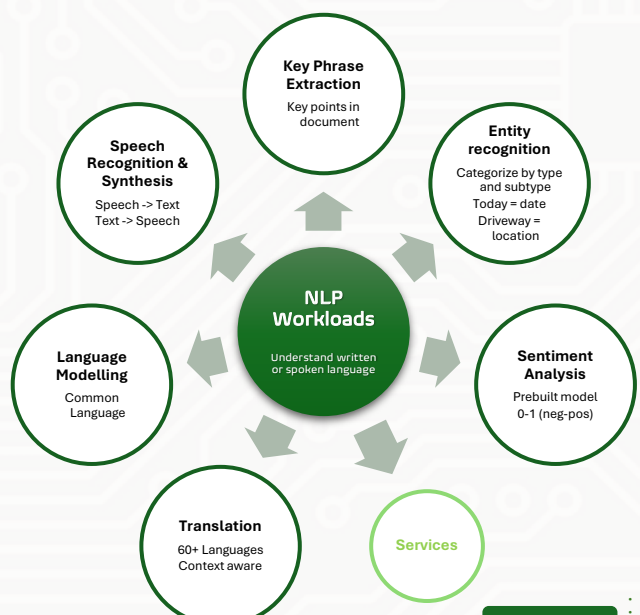 Key Phrase
Extraction
Key points in
document
Speech
Recognition &
Synthesis
Speech -> Text
Text -> Speech
Entity
recognition
Categorize by type
and subtype
Today = date
Driveway =
location
NLP
Workloads
Understand written
or spoken language
Language
Modelling
Common
Language
Sentiment
Analysis
Prebuilt model
0-1 (neg-pos)
Translation
60+ Languages
Context aware
Services